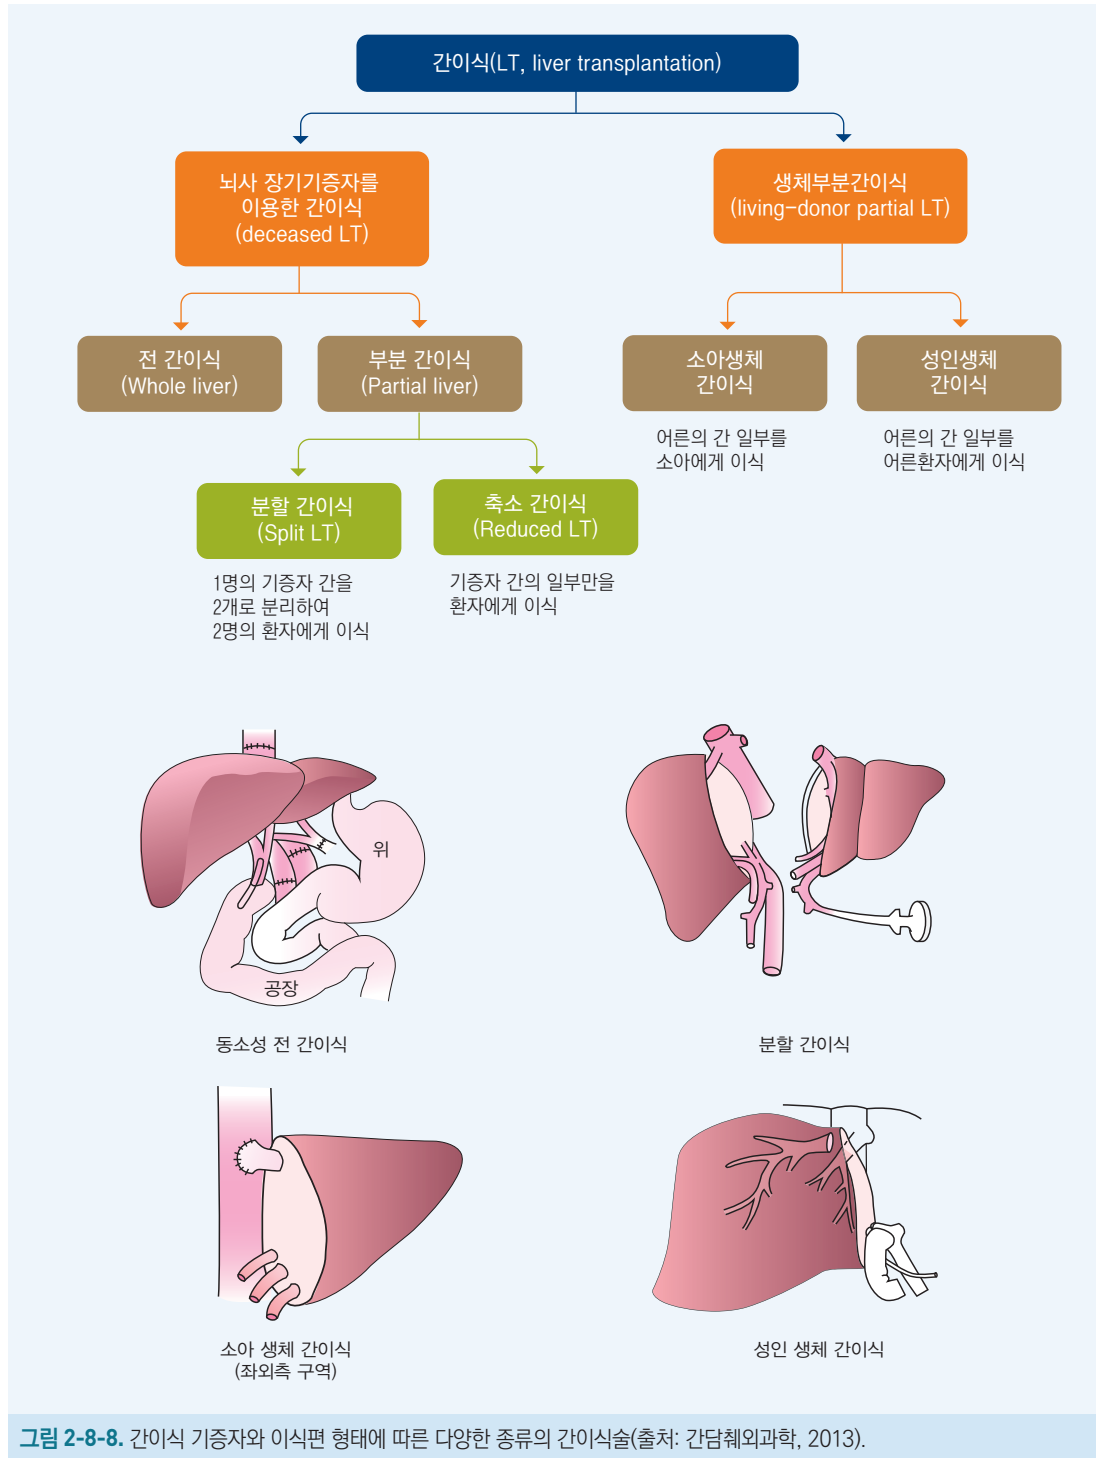 간이식(LT, liver transplantation)
뇌사 장기기증자를
이용한 간이식
(deceased LT)
생체부분간이식
(living-donor partial LT)
전 간이식
(Whole liver)
부분 간이식
(Partial liver)
소아생체
간이식
성인생체
간이식
어른의 간 일부를
소아에게 이식
어른의 간 일부를
어른환자에게 이식
분할 간이식
(Split LT)
축소 간이식
(Reduced LT)
1명의 기증자 간을
2개로 분리하여
2명의 환자에게 이식
기증자 간의 일부만을
환자에게 이식
위
공장
동소성 전 간이식
분할 간이식
소아 생체 간이식
(좌외측 구역)
성인 생체 간이식
그림 2-8-8. 간이식 기증자와 이식편 형태에 따른 다양한 종류의 간이식술(출처: 간담췌외과학, 2013).